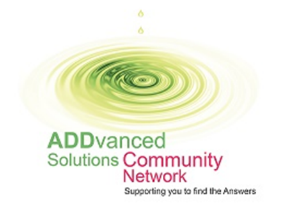 ADDvanced
Solutions Community
Network
Supporting you to find the Answers